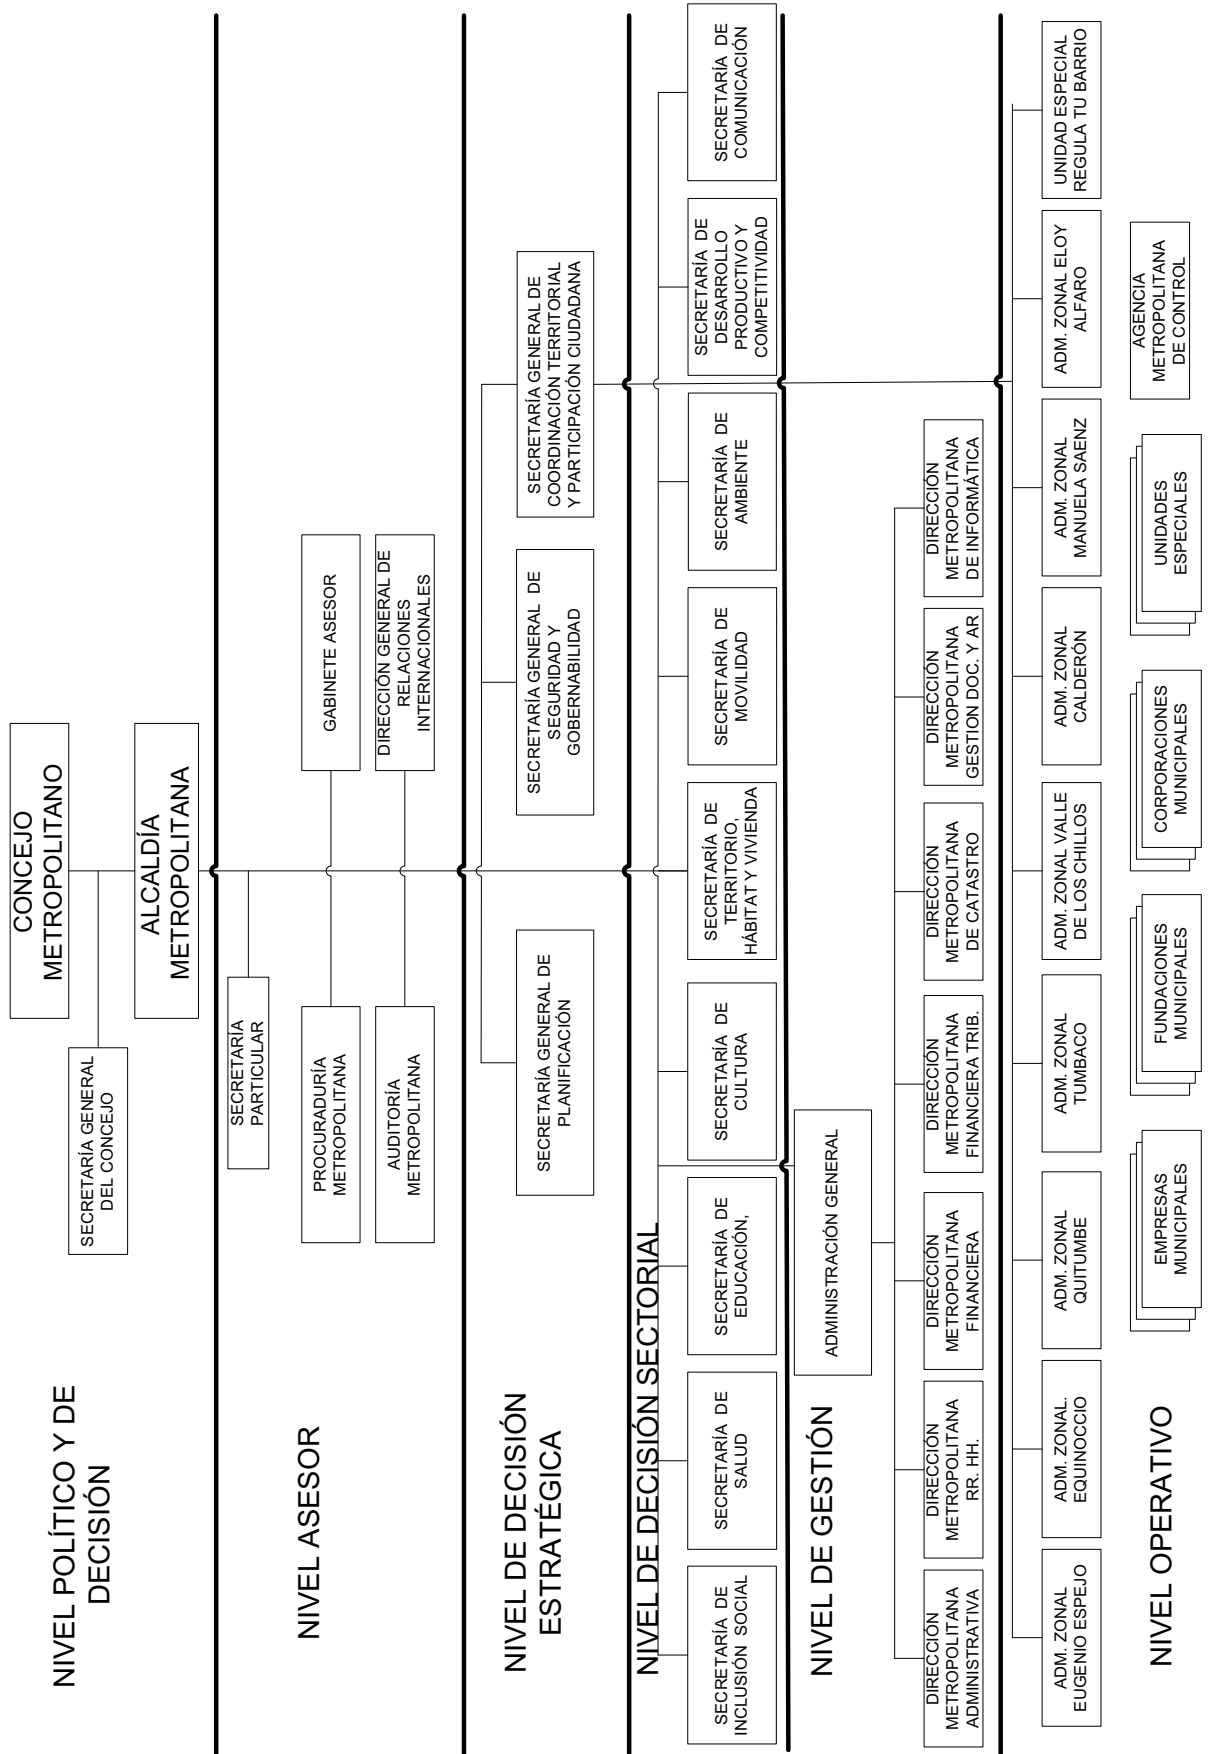 CONCEJO
METROPOLITANO
SECRETARÍA GENERAL
DEL CONCEJO
ALCALDÍA
METROPOLITANA
NIVEL POLÍTICO Y DE
DECISIÓN
SECRETARÍA
PARTICULAR
PROCURADURÍA
METROPOLITANA
GABINETE ASESOR
AUDITORÍA
METROPOLITANA
DIRECCIÓN GENERAL DE
RELACIONES
INTERNACIONALES
NIVEL ASESOR
NIVEL DE DECISIÓN
ESTRATÉGICA
SECRETARÍA GENERAL DE
PLANIFICACIÓN
SECRETARÍA GENERAL DE
SEGURIDAD Y
GOBERNABILIDAD
SECRETARÍA GENERAL DE
COORDINACIÓN TERRITORIAL
Y PARTICIPACIÓN CIUDADANA
NIVEL DE DECISIÓN SECTORIAL
SECRETARÍA DE
INCLUSIÓN SOCIAL
SECRETARÍA DE
SALUD
SECRETARÍA DE
EDUCACIÓN,
SECRETARÍA DE
CULTURA
SECRETARÍA DE
TERRITORIO,
HÁBITAT Y VIVIENDA
SECRETARÍA DE
MOVILIDAD
SECRETARÍA DE
AMBIENTE
SECRETARÍA DE
DESARROLLO
PRODUCTIVO Y
COMPETITIVIDAD
SECRETARÍA DE
COMUNICACIÓN
NIVEL DE GESTIÓN
ADMINISTRACIÓN GENERAL
DIRECCIÓN
METROPOLITANA
ADMINISTRATIVA
DIRECCIÓN
METROPOLITANA
RR. HH.
DIRECCIÓN
METROPOLITANA
FINANCIERA
DIRECCIÓN
METROPOLITANA
FINANCIERA TRIB.
DIRECCIÓN
METROPOLITANA
DE CATASTRO
DIRECCIÓN
METROPOLITANA
GESTION DOC. Y AR
DIRECCIÓN
METROPOLITANA
DE INFORMÁTICA
ADM. ZONAL
EUGENIO ESPEJO
ADM. ZONAL.
EQUINOCCIO
ADM. ZONAL
QUITUMBE
ADM. ZONAL
TUMBACO
ADM. ZONAL VALLE
DE LOS CHILLOS
ADM. ZONAL
CALDERÓN
ADM. ZONAL
MANUELA SAENZ
ADM. ZONAL ELOY
ALFARO
UNIDAD ESPECIAL
REGULA TU BARRIO
NIVEL OPERATIVO
EMPRESAS
MUNICIPALES
FUNDACIONES
MUNICIPALES
CORPORACIONES
MUNICIPALES
UNIDADES
ESPECIALES
AGENCIA
METROPOLITANA
DE CONTROL